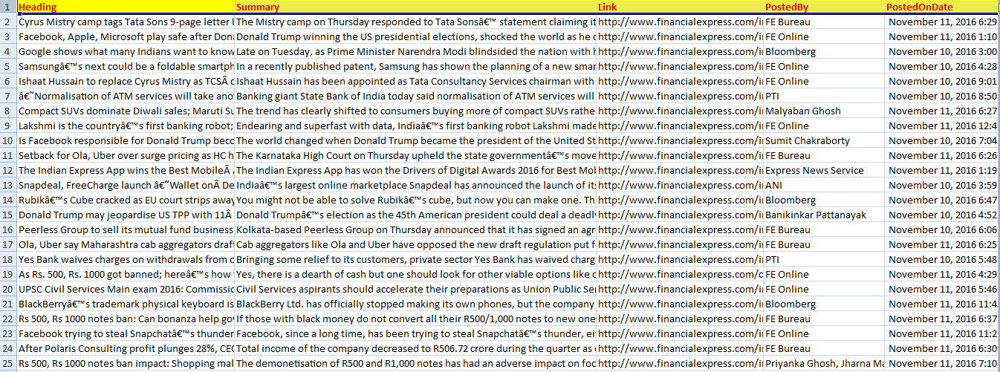 1 Heading Summary Link PostedBy PostedOnDate
2 Cyrus Mistry camp tags Tata Sons 9-page letter The Mistry camp on Thursday responded to Tata Sonsâ€™ statement claiming it http://www.financialexpress.com/i FE Bureau November 11, 2016 6:29
3 Facebook, Apple, Microsoft play safe after Don Donald Trump winning the US presidential elections, shocked the world as he http://www.financialexpress.com/i FE Online November 11, 2016 1:10
4 Google shows what many Indians want to know Late on Tuesday, as Prime Minister Narendra Modi blindsided the nation with http://www.financialexpress.com/i Bloomberg November 10, 2016 3:00
5 Samsungâ€™s next could be a foldable smartph In a recently published patent, Samsung has shown the planning of a new smar http://www.financialexpress.com/i FE Online November 10, 2016 4:28
6 Ishaat Hussain to replace Cyrus Mistry as TCSÂ c Ishaat Hussain has been appointed as Tata Consultancy Services chairman with http://www.financialexpress.com/i FE Online November 10, 2016 9:01
7 â€˜Normalisation of ATM services will take ano Banking giant State Bank of India today said normalisation of ATM services will http://www.financialexpress.com/i PTI November 10, 2016 8:50
8 Compact SUVs dominate Diwali sales; Maruti Su The trend has clearly shifted to consumers buying more of compact SUVs rathe http://www.financialexpress.com/i Malyaban Ghosh November 11, 2016 6:27
9 Lakshmi is the countryâ€™s first banking robot; Endearing and superfast with data, Indiaâ€™s first banking robot Lakshmi made http://www.financialexpress.com/i FE Online November 11, 2016 12:4
10 Is Facebook responsible for Donald Trump bec The world changed when Donald Trump became the president of the United St http://www.financialexpress.com/i Sumit Chakraborty November 10, 2016 7:04
11 Setback for Ola, Uber over surge pricing as HC h The Karnataka High Court on Thursday upheld the state governmentâ€™s move http://www.financialexpress.com/i FE Bureau November 11, 2016 6:26
12 The Indian Express App wins the Best MobileÂ The Indian Express App has won the Drivers of Digital Awards 2016 for Best Mo http://www.financialexpress.com/i Express News Service November 11, 2016 1:19
13 Snapdeal, FreeCharge launch â€˜Wallet onÂ De Indiaâ€™s largest online marketplace Snapdeal has announced the launch of it http://www.financialexpress.com/i ANI November 10, 2016 3:59
14 Rubikâ€™s Cube cracked as EU court strips away You might not be able to solve Rubikâ€™s cube, but now you can make one. Th http://www.financialexpress.com/i Bloomberg November 10, 2016 6:47
15 Donald Trump may jeopardise US TPP with 11Â Donald Trumpâ€™s election as the 45th American president could deal a deadl http://www.financialexpress.com/i Banikinkar Pattanayak November 10, 2016 4:52
16 Peerless Group to sell its mutual fund business Kolkata-based Peerless Group on Thursday announced that it has signed an agr http://www.financialexpress.com/i FE Bureau November 10, 2016 6:06
17 Ola, Uber say Maharashtra cab aggregators draft Cab aggregators like Ola and Uber have opposed the new draft regulation put f http://www.financialexpress.com/i FE Bureau November 11, 2016 6:25
18 Yes Bank waives charges on withdrawals from c Bringing some relief to its customers, private sector Yes Bank has waived charg http://www.financialexpress.com/i PTI November 10, 2016 5:48
19 As Rs. 500, Rs. 1000 got banned; hereâ€™s how Yes, there is a dearth of cash but one should look for other viable options like c http://www.financialexpress.com/c FE Online November 11, 2016 4:29
20 UPSC Civil Services Main exam 2016: Commissic Civil Services aspirants should accelerate their preparations as Union Public Se http://www.financialexpress.com/i FE Online November 11, 2016 5:46
21 BlackBerryâ€™s trademark physical keyboard is BlackBerry Ltd. has officially stopped making its own phones, but the company http://www.financialexpress.com/i Bloomberg November 11, 2016 11:4
22 Rs 500, Rs 1000 notes ban: Can bonanza help go If those with black money do not convert all their R500/1,000 notes to new one http://www.financialexpress.com/i FE Bureau November 11, 2016 6:37
23 Facebook trying to steal Snapchatâ€™s thunder Facebook, since a long time, has been trying to steal Snapchatâ€™s thunder, ei http://www.financialexpress.com/i FE Online November 11, 2016 11:2
24 After Polaris Consulting profit plunges 28%, CEO Total income of the company decreased to R506.72 crore during the quarter as http://www.financialexpress.com/i FE Bureau November 11, 2016 6:30
25 Rs 500, Rs 1000 notes ban impact: Shopping mal The demonetisation of R500 and R1,000 notes has had an adverse impact on foo http://www.financialexpress.com/i Priyanka Ghosh, Jharna Ma November 11, 2016 7:10